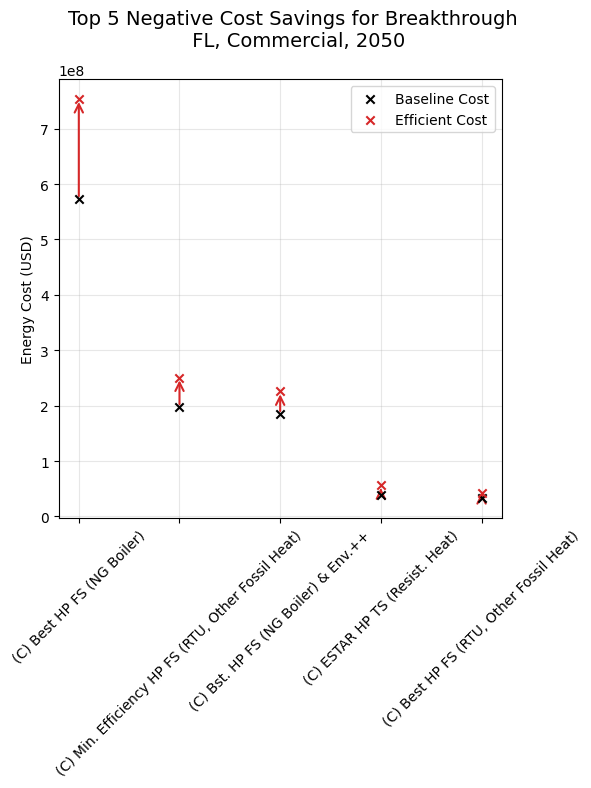 Top 5 Negative Cost Savings for Breakthrough
FL, Commercial, 2050
1e8
Baseline Cost
Efficient Cost
7
6
5
4
3
2
1
0
Energy Cost (USD)
(C) Best HP FS (NG Boiler)
(C) Min. Efficiency HP FS (RTU, Other Fossil Heat)
(C) Bst. HP FS (NG Boiler) & Env.++
(C) ESTAR HP TS (Resist. Heat)
(C) Best HP FS (RTU, Other Fossil Heat)